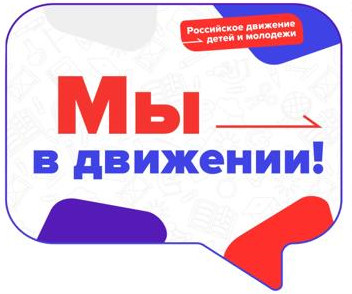 Российское движение
детей и молодежи
Мы
в движении!